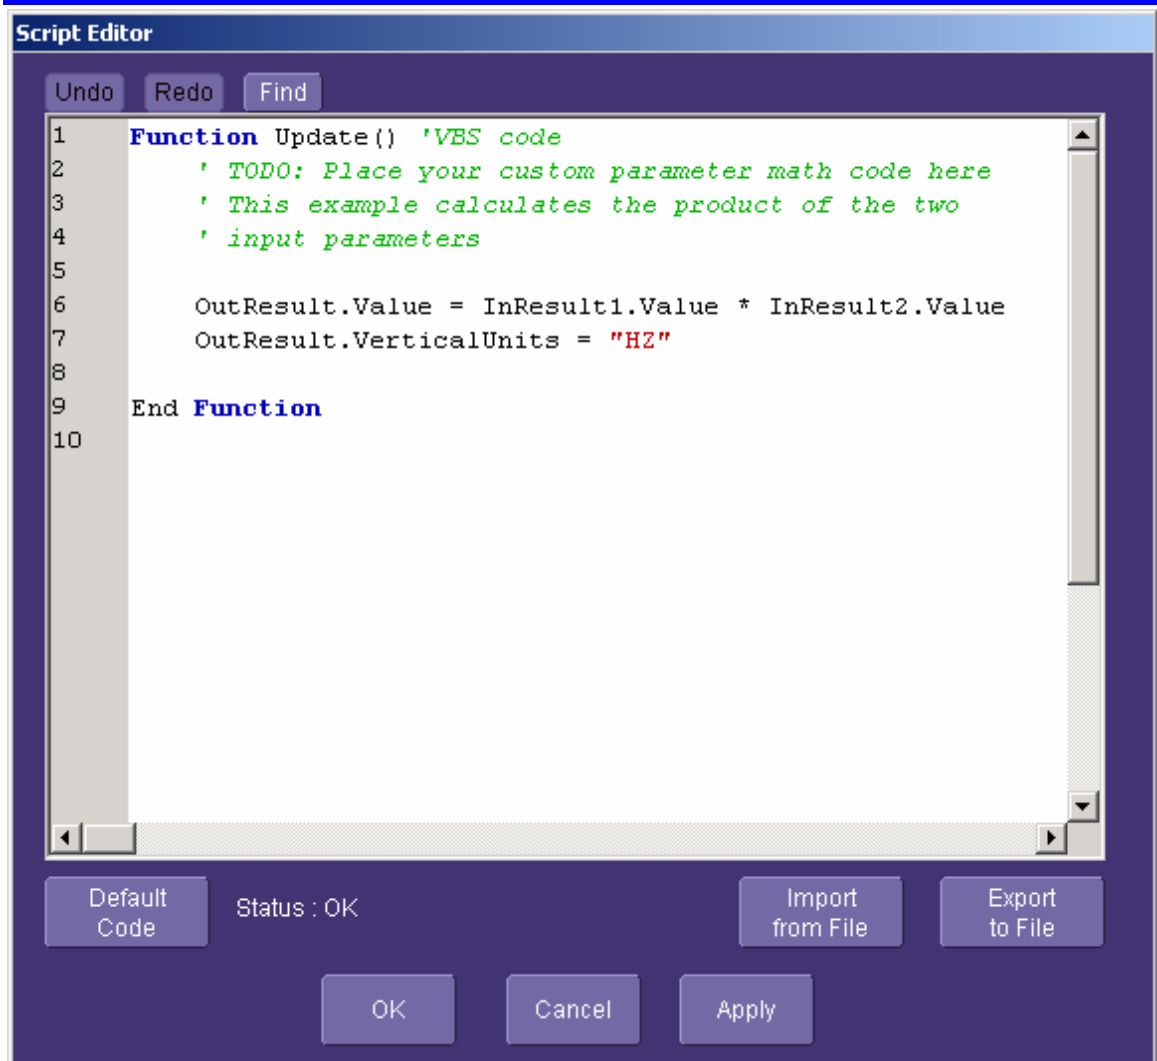 Script Editor
Undo Redo Find
1 Function Update() 'VBS code
2 ' TODO: Place your custom parameter math code here
3 ' This example calculates the product of the two
4 ' input parameters
5
6 OutResult.Value = InResult1.Value * InResult2.Value
7 OutResult.VerticalUnits = "HZ"
8
9 End Function
10
Default Code
Status : OK
Import from File
Export to File
OK Cancel Apply